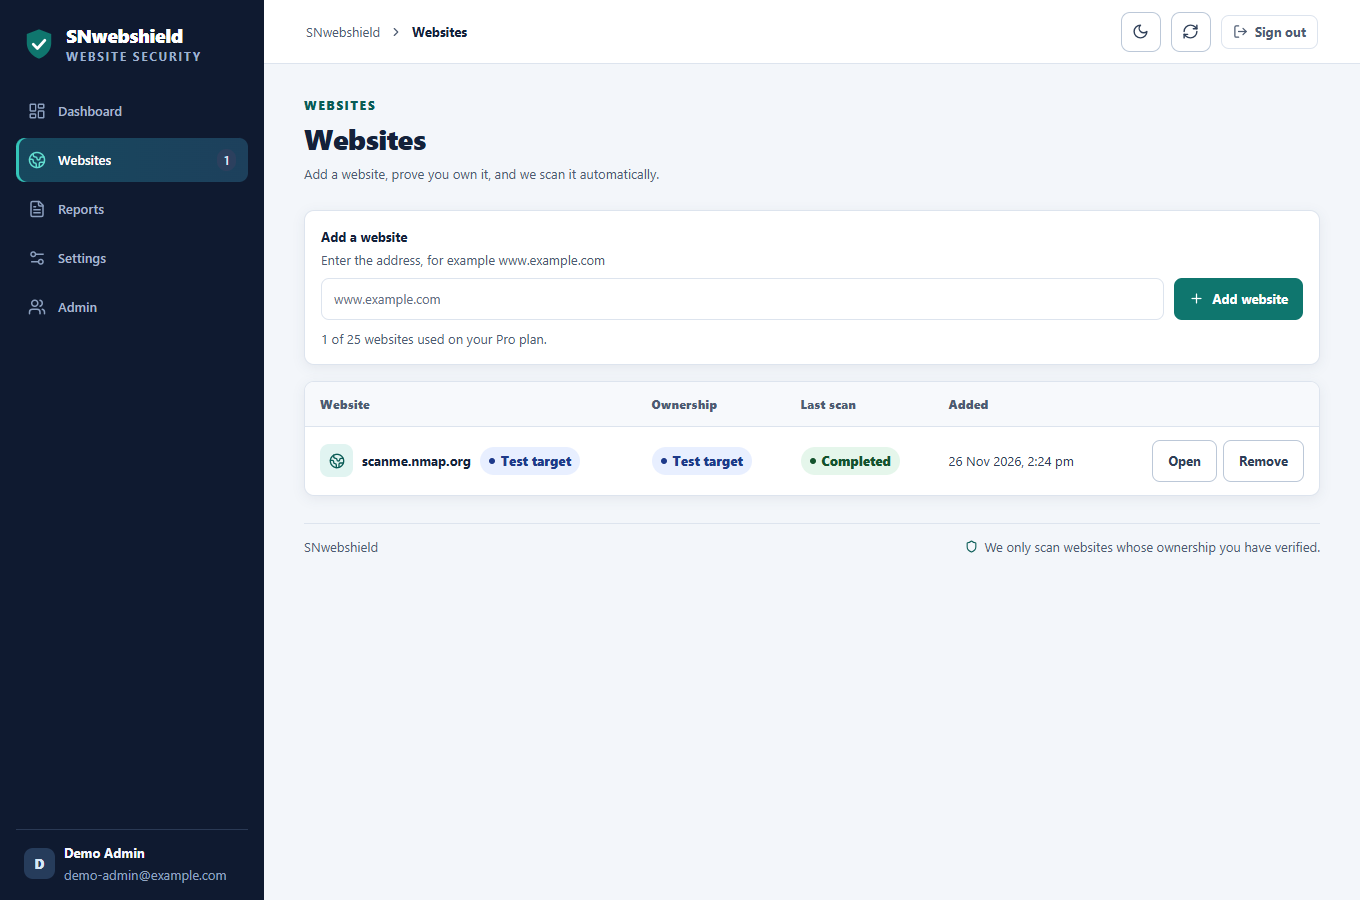 SNwebshield
WEBSITE SECURITY
Dashboard
Websites 1
Reports
Settings
Admin
Demo Admin
D
demo-admin@example.com
SNwebshield > Websites
Sign out
WEBSITES
Websites
Add a website, prove you own it, and we scan it automatically.
Add a website
Enter the address, for example www.example.com
www.example.com
+ Add website
1 of 25 websites used on your Pro plan.
Website Ownership Last scan Added
scanme.nmap.org • Test target • Test target • Completed 26 Nov 2026, 2:24 pm Open Remove
SNwebshield
We only scan websites whose ownership you have verified.